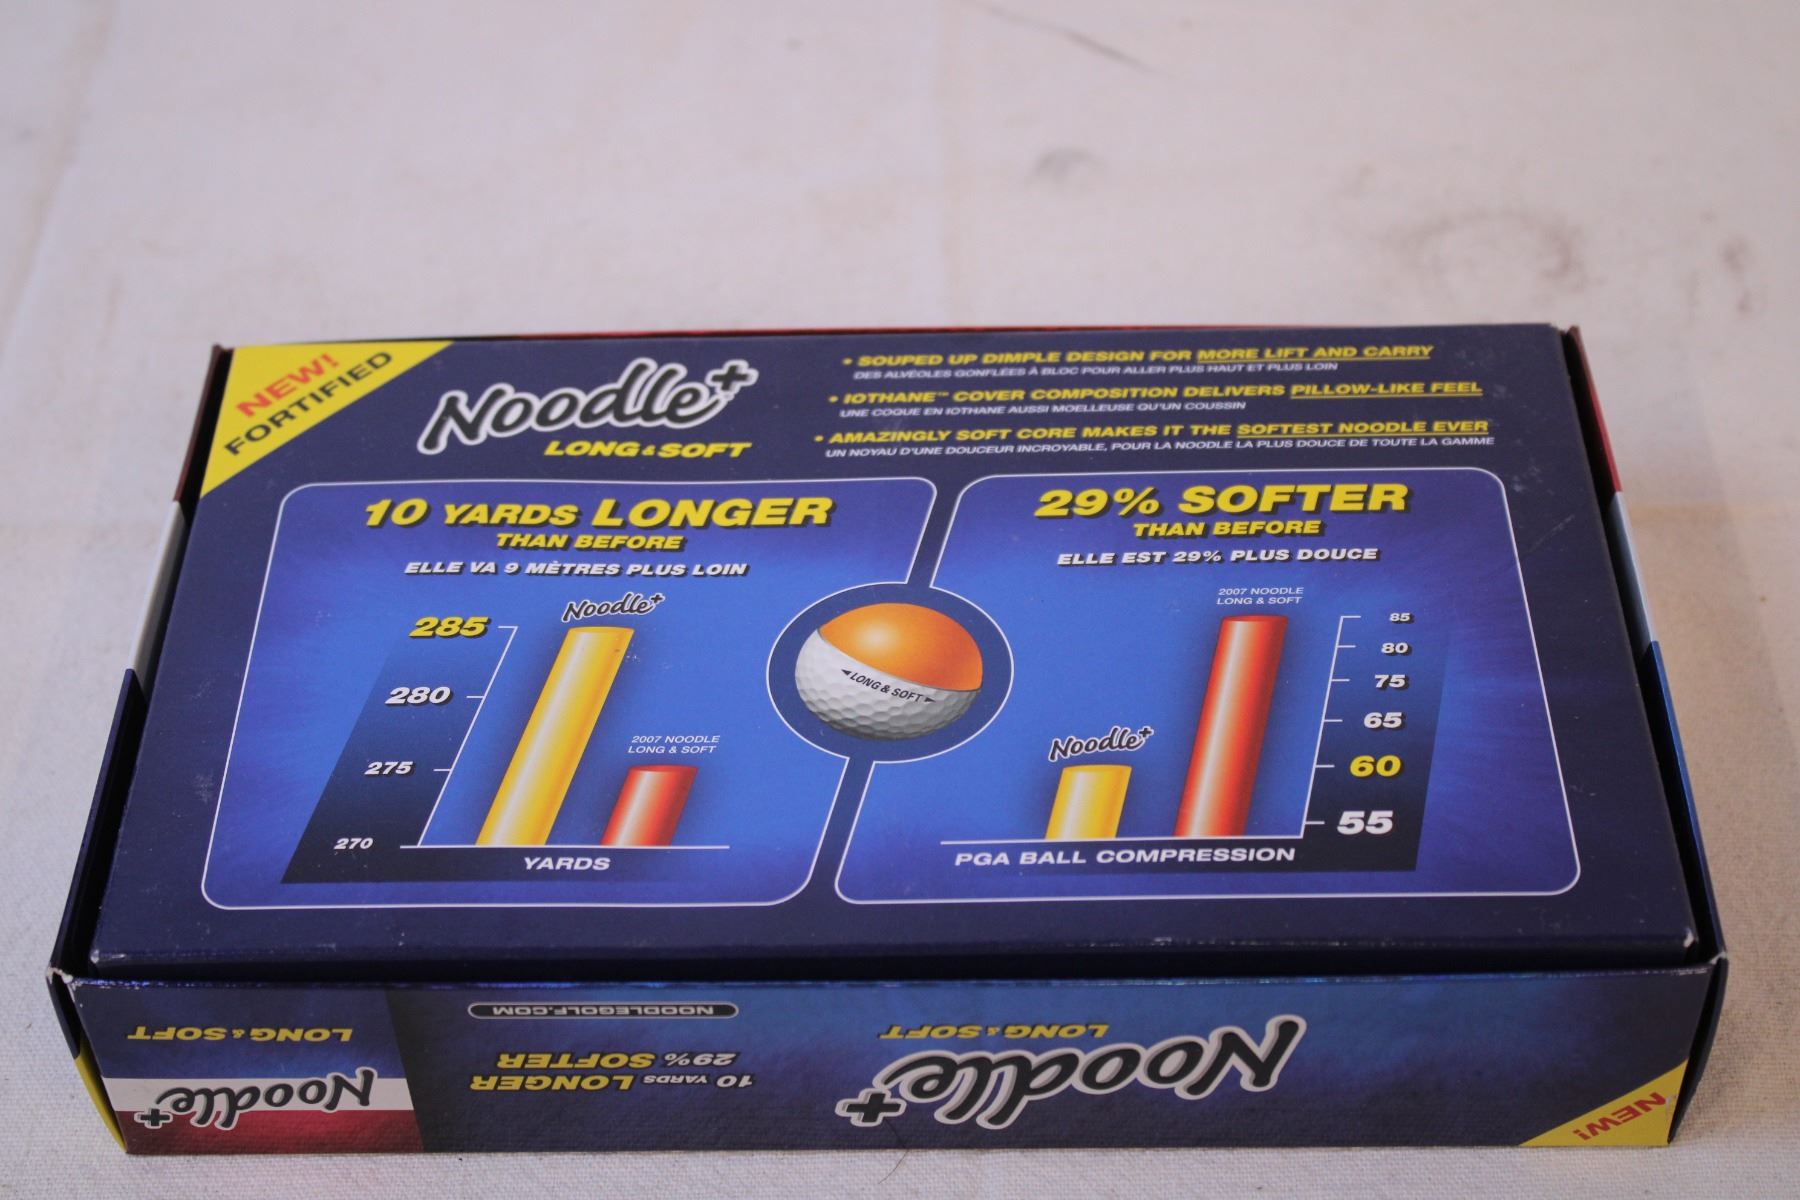 NEW!
FORTIFIED
Noodle+
LONG & SOFT
• SOUPED UP DIMPLE DESIGN FOR MORE LIFT AND CARRY
DES ALVÉOLES GONFLÉES À BLOC POUR ALLER PLUS HAUT ET PLUS LOIN
• IOTHANE™ COVER COMPOSITION DELIVERS PILLOW-LIKE FEEL
UNE COQUE EN IOTHANE AUSSI MOELLEUSE QU'UN COUSSIN
• AMAZINGLY SOFT CORE MAKES IT THE SOFTEST NOODLE EVER
UN NOYAU D'UNE DOUCEUR INCROYABLE, POUR LA NOODLE LA PLUS DOUCE DE TOUTE LA GAMME
10 YARDS LONGER
THAN BEFORE
ELLE VA 9 MÈTRES PLUS LOIN
285
280
275
270
Noodle+
2007 NOODLE
LONG & SOFT
YARDS
LONG & SOFT
29% SOFTER
THAN BEFORE
ELLE EST 29% PLUS DOUCE
2007 NOODLE
LONG & SOFT
Noodle+
85
80
75
65
60
55
PGA BALL COMPRESSION
NEW!
Noodle+
LONG & SOFT
10 YARDS LONGER
29% SOFTER
NOODLEGOLF.COM
Noodle+
LONG & SOFT